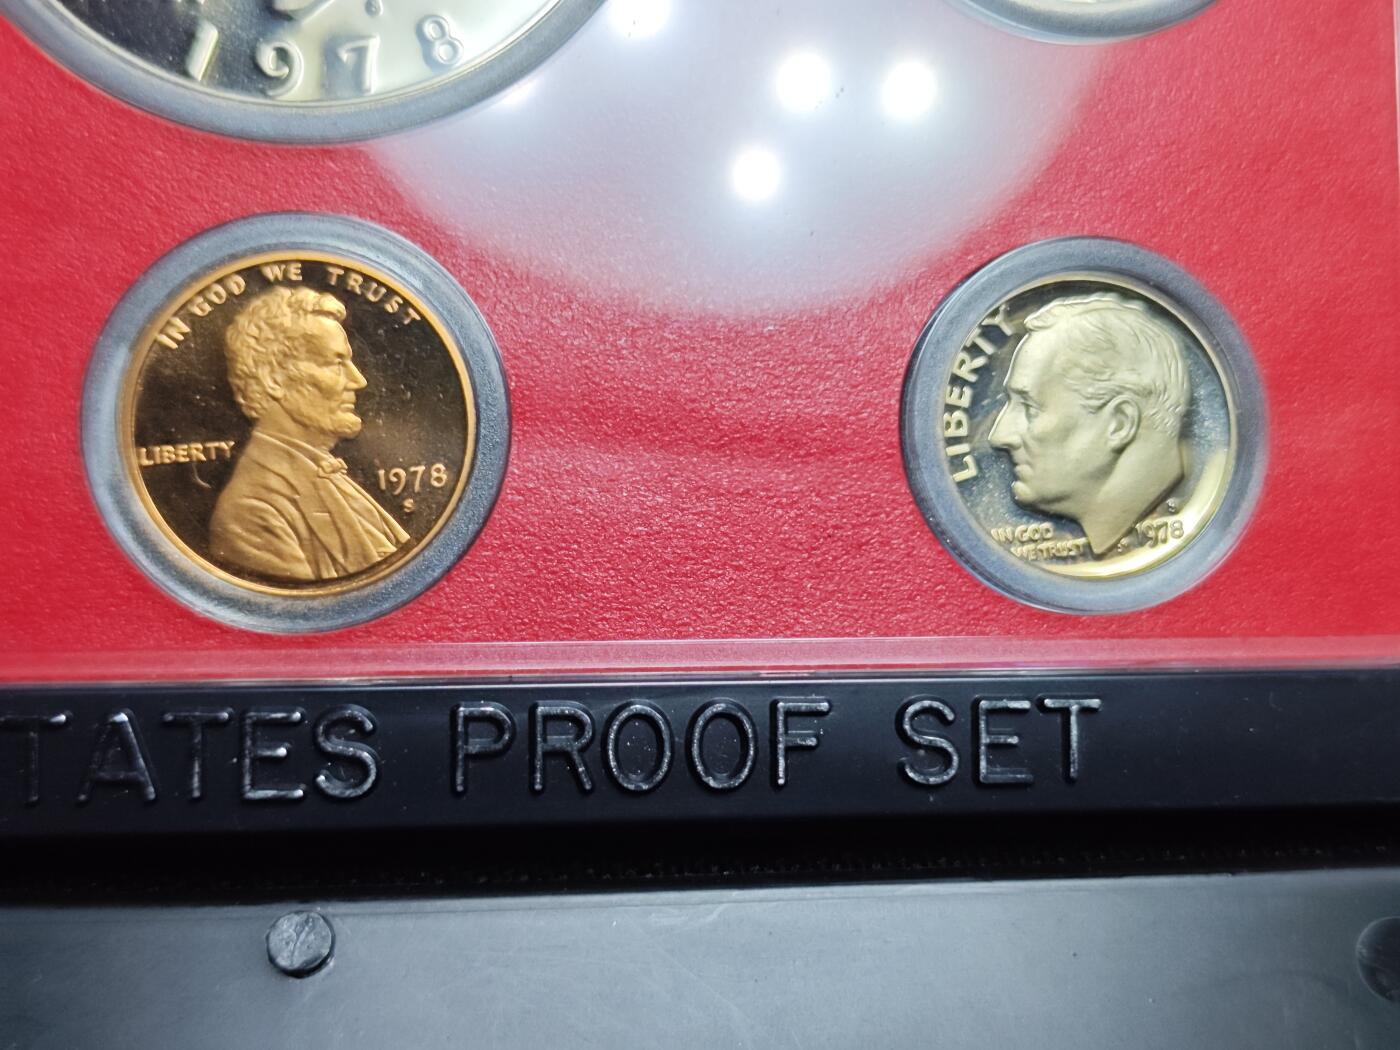 1978
IN GOD WE TRUST
LIBERTY
1978
S
LIBERTY
IN GOD
WE TRUST
S
1978
TATES PROOF SET